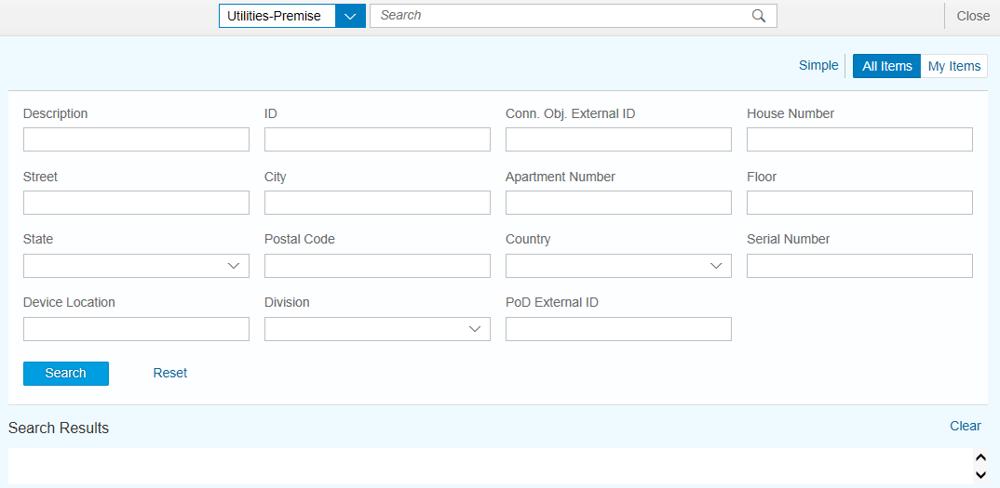 Utilities-Premise Search Close
Simple All Items My Items
Description ID Conn. Obj. External ID House Number
Street City Apartment Number Floor
State Postal Code Country Serial Number
Device Location Division PoD External ID
Search Reset
Search Results Clear